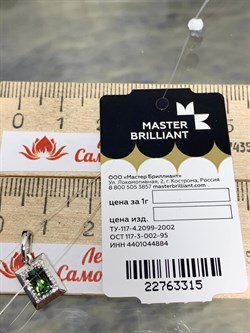 MASTER
BRILLIANT
ООО «Мастер Бриллиант»
Ул. Локомотивная, 2, г. Кострома, Россия
8 800 505 3857 masterbrilliant.com
цена за 1г
цена изд.
ТУ-117-4.2099-2002
ОСТ 117-3-002-95
ИНН 4401044884
22763315